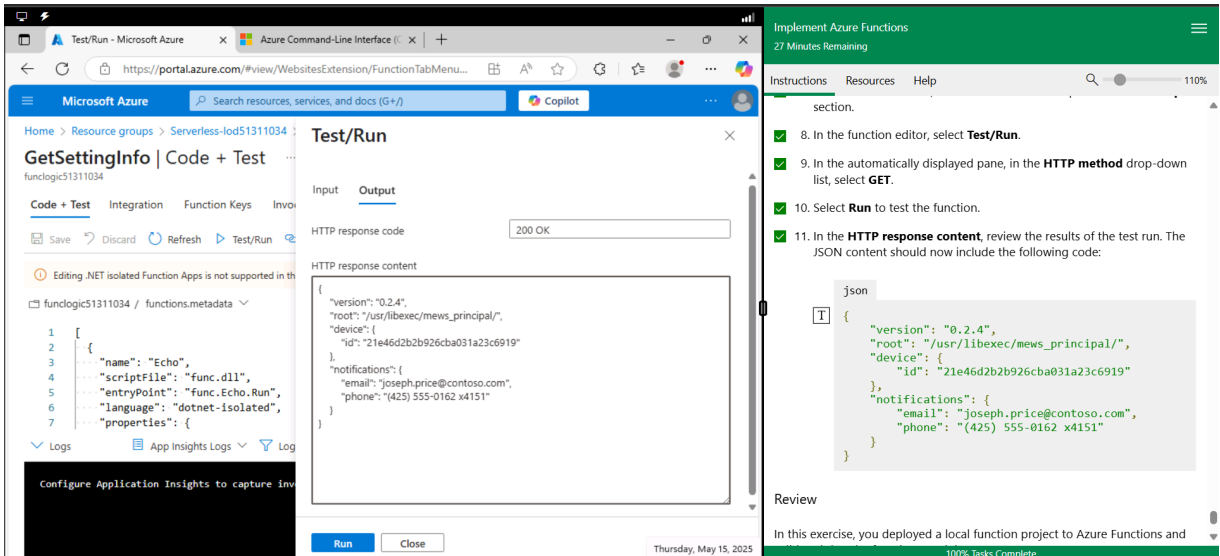 Test/Run - Microsoft Azure
Azure Command-Line Interface (
https://portal.azure.com/#view/WebsitesExtension/FunctionTabMenu...
Microsoft Azure
Search resources, services, and docs (G+/)
Copilot
Home > Resource groups > Serverless-lod51311034 >
GetSettingInfo | Code + Test ...
funclogic51311034
Code + Test Integration Function Keys Invo
Save Discard Refresh Test/Run
Editing .NET isolated Function Apps is not supported in th
funclogic51311034 / functions.metadata
1 [
2 {
3 "name": "Echo",
4 "scriptFile": "func.dll",
5 "entryPoint": "func.Echo.Run",
6 "language": "dotnet-isolated",
7 "properties": {
Logs App Insights Logs Log
Configure Application Insights to capture inv
Test/Run
Input Output
HTTP response code
200 OK
HTTP response content
{
"version": "0.2.4",
"root": "/usr/libexec/mews_principal/",
"device": {
"id": "21e46d2b2b926cba031a23c6919"
},
"notifications": {
"email": "joseph.price@contoso.com",
"phone": "(425) 555-0162 x4151"
}
}
Run Close
Thursday, May 15, 2025
Implement Azure Functions
27 Minutes Remaining
Instructions Resources Help
110%
section.
8. In the function editor, select Test/Run.
9. In the automatically displayed pane, in the HTTP method drop-down
list, select GET.
10. Select Run to test the function.
11. In the HTTP response content, review the results of the test run. The
JSON content should now include the following code:
json
T
{
"version": "0.2.4",
"root": "/usr/libexec/mews_principal/",
"device": {
"id": "21e46d2b2b926cba031a23c6919"
},
"notifications": {
"email": "joseph.price@contoso.com",
"phone": "(425) 555-0162 x4151"
}
}
Review
In this exercise, you deployed a local function project to Azure Functions and
100% Tasks Complete